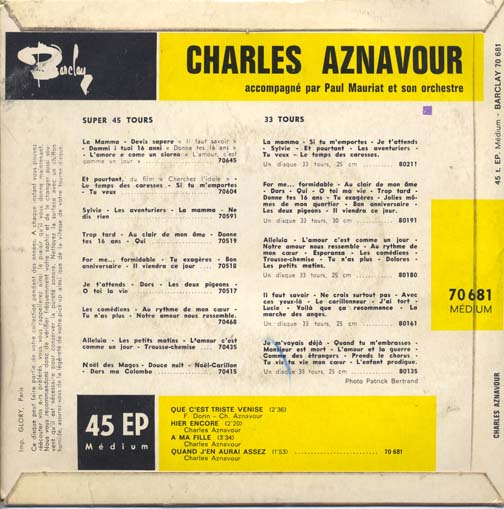 Barclay
CHARLES AZNAVOUR
accompagné par Paul Mauriat et son orchestre
SUPER 45 TOURS
La Mamma - Devis sapere « Il faut savoir »
- Dammi i tuoi 16 anni « Donne tes 16 ans »
- L'amore e como un giorno « L'amour, c'est
comme un jour » 70645
Et pourtant, du film « Cherchez l'idole » -
Le temps des caresses - Si tu m'emportes
- Tu veux 70604
Sylvie - Les aventuriers - La mamma - Ne
dis rien 70591
Trop tard - Au clair de mon âme - Donne
tes 16 ans - Qui 70519
For me... formidable - Tu exagères - Bon
anniversaire - Il viendra ce jour .... 70518
Je t'attends - Dors - Les deux pigeons -
O toi la vie 70517
Les comédiens - Au rythme de mon cœur -
Tu n'as plus - Notre amour nous ressemble.
70468
Alleluia - Les petits matins - L'amour c'est
comme un jour - Trousse-chemise .. 70435
Noël des Mages - Douce nuit - Noël-Carillon
- Dors ma Colombe 70415
33 TOURS
La mamma - Si tu m'emportes - Je t'attends
- Sylvie - Et pourtant - Les aventuriers -
Tu veux - Le temps des caresses.
Un disque 33 tours, 25 cm 80211
For me... formidable - Au clair de mon âme
- Dors - Qui - O toi ma vie - Trop tard -
Donne tes 16 ans - Tu exagères - Jolies mô-
mes de mon quartier - Bon anniversaire -
Les deux pigeons - Il viendra ce jour.
Un disque 33 tours, 30 cm 80191
Alleluia - L'amour c'est comme un jour -
Notre amour nous ressemble - Au rythme de
mon cœur - Esperanza - Les comédiens -
Trousse-chemise - Tu n'as plus - Dolores
- Les petits matins.
Un disque 33 tours, 25 cm 80180
Il faut savoir - Ne crois surtout pas - Avec
ces yeux-là - Le carillonneur - J'ai tort -
Lucie - Voilà que ça recommence - La
marche des anges.
Un disque 33 tours, 25 cm 80161
Je m'voyais déjà - Quand tu m'embrasses -
Monsieur est mort - L'amour et la guerre -
Comme des étrangers - Prends le chorus -
Tu vis ta vie mon cœur - L'enfant prodigue.
Un disque 33 tours, 25 cm 80135
Photo Patrick Bertrand
45 EP
Médium
QUE C'EST TRISTE VENISE (2'36)
F. Dorin - Ch. Aznavour
HIER ENCORE (2'20)
Charles Aznavour
A MA FILLE (3'34)
Charles Aznavour
QUAND J'EN AURAI ASSEZ (1'53) 70 681
Charles Aznavour
70 681
MÉDIUM
45 t. EP. Médium - BARCLAY 70 681
CHARLES AZNAVOUR
Imp. GLORY, Paris